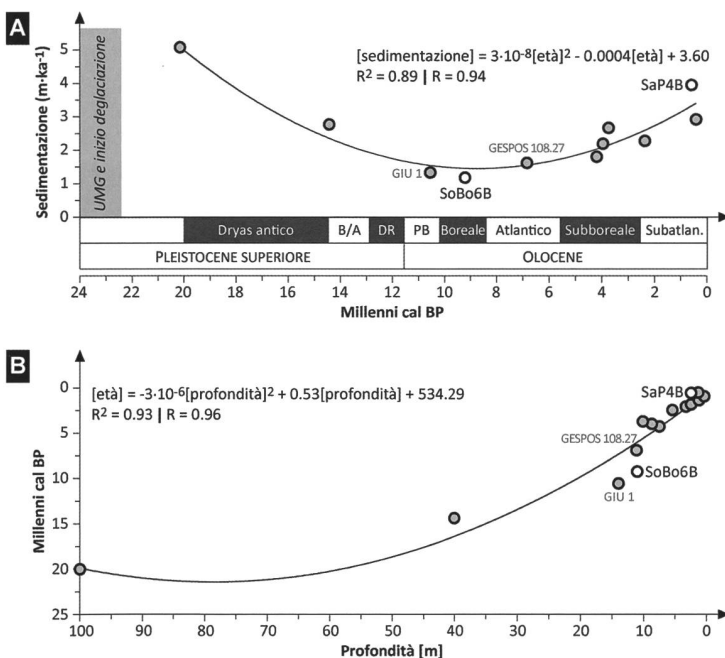 A
[sedimentazione] = 3·10-8[età]2 - 0.0004[età] + 3.60
R2 = 0.89 | R = 0.94
Sedimentazione (m·ka-1)
5
4
3
2
1
0
UMG e inizio deglaciazione
SaP4B
GESPOS 108.27
GIU 1
SoBo6B
Dryas antico B/A DR PB Boreale Atlantico Subboreale Subatlan.
PLEISTOCENE SUPERIORE OLOCENE
24 22 20 18 16 14 12 10 8 6 4 2 0
Millenni cal BP
B
[età] = -3·10-6[profondità]2 + 0.53[profondità] + 534.29
R2 = 0.93 | R = 0.96
Millenni cal BP
0
5
10
15
20
25
SaP4B
GESPOS 108.27
SoBo6B
GIU 1
100 80 60 40 20 10 0
Profondità [m]